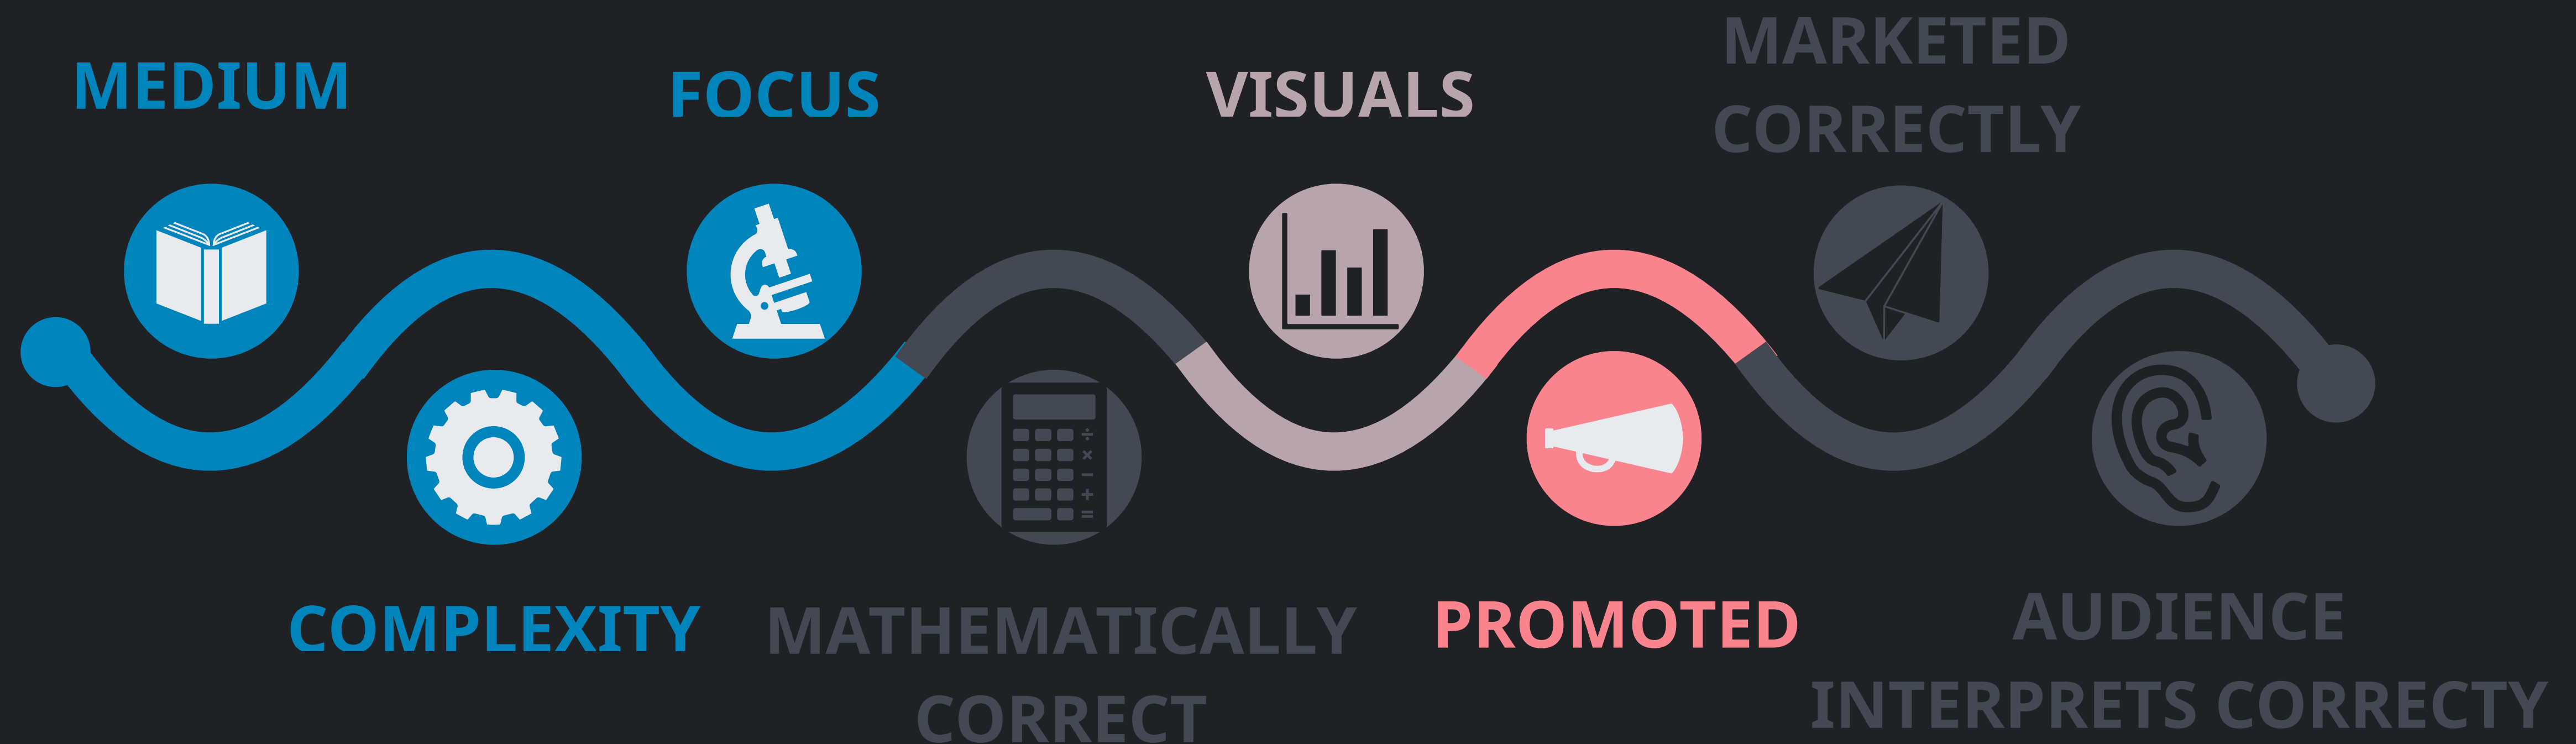 MEDIUM
COMPLEXITY
FOCUS
MATHEMATICALLY
CORRECT
VISUALS
PROMOTED
MARKETED
CORRECTLY
AUDIENCE
INTERPRETS CORRECTY